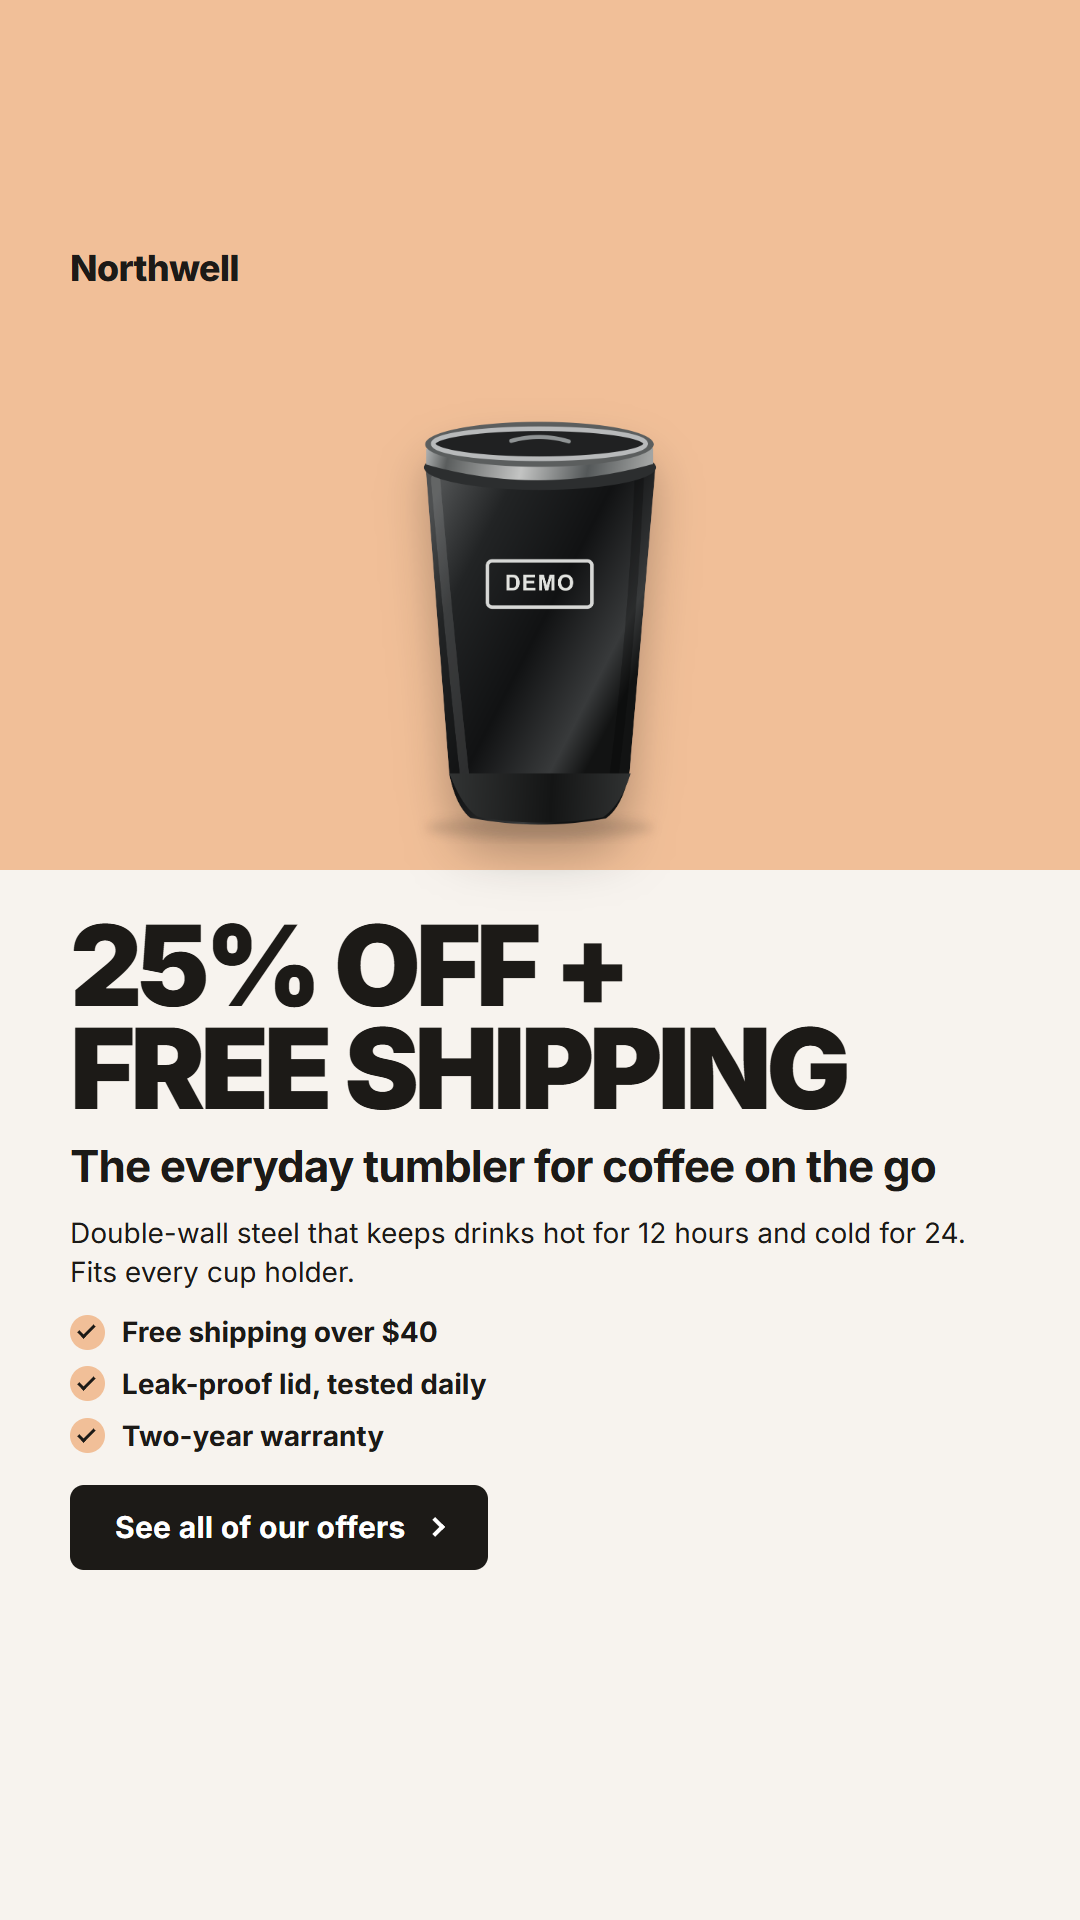 Northwell
DEMO
25% OFF +
FREE SHIPPING
The everyday tumbler for coffee on the go
Double-wall steel that keeps drinks hot for 12 hours and cold for 24.
Fits every cup holder.
Free shipping over $40
Leak-proof lid, tested daily
Two-year warranty
See all of our offers